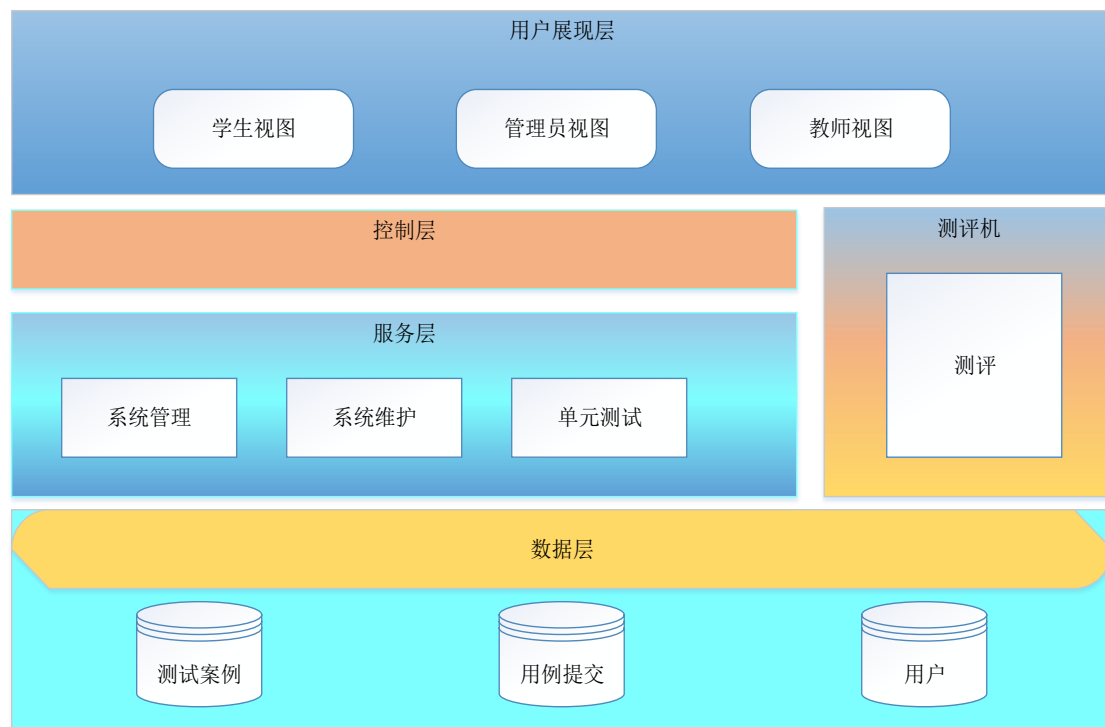 用户展现层
学生视图
管理员视图
教师视图
控制层
测评机
测评
服务层
系统管理
系统维护
单元测试
数据层
测试案例
用例提交
用户